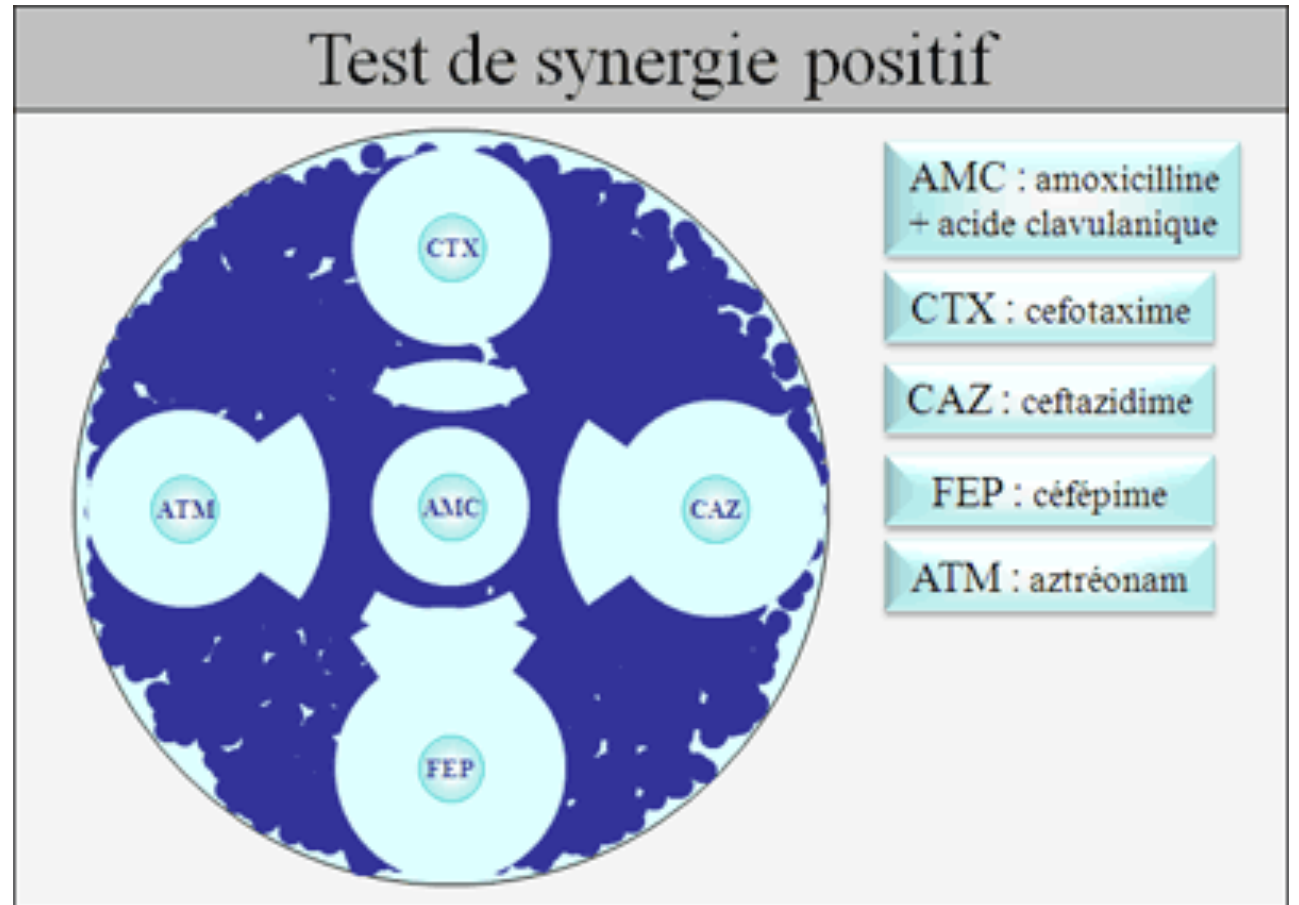 Test de synergie positif
CTX
ATM
AMC
CAZ
FEP
AMC : amoxicilline
+ acide clavulanique
CTX : cefotaxime
CAZ : ceftazidime
FEP : céfépime
ATM : aztréonam